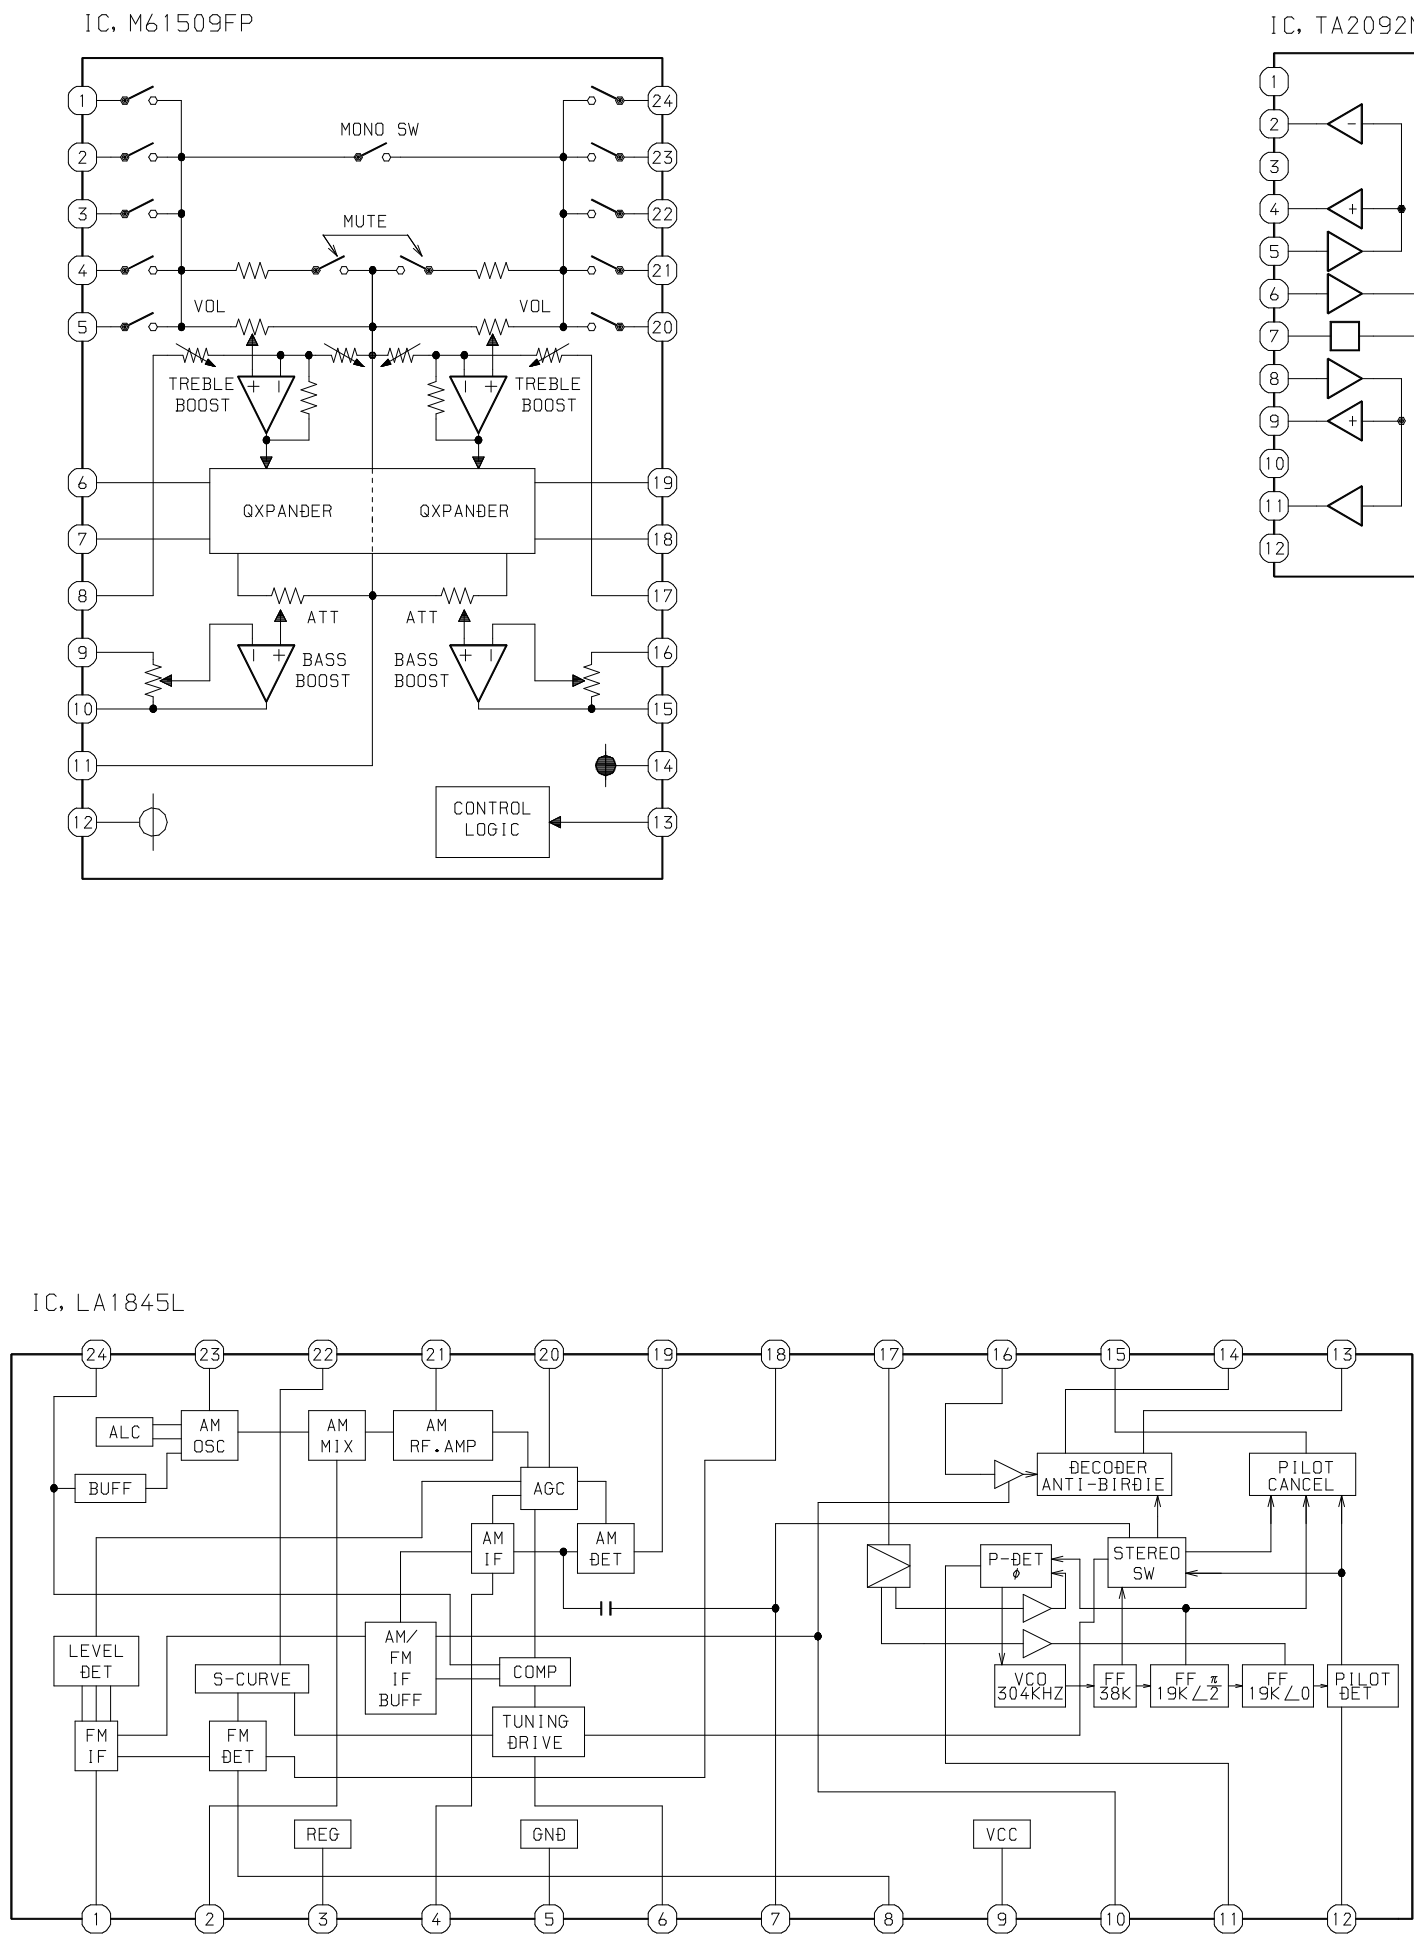 IC, M61509FP
IC, TA2092
1
24
MONO SW
2
23
3
22
MUTE
4
21
VOL
VOL
5
20
TREBLE
BOOST
+
−
−
+
TREBLE
BOOST
6
19
QXPANDER
QXPANDER
7
18
8
17
ATT
ATT
9
16
−
+
BASS
BOOST
BASS
BOOST
+
−
10
15
11
14
12
CONTROL
LOGIC
13
1
2
−
3
4
+
5
6
7
8
9
+
10
11
12
IC, LA1845L
24
23
22
21
20
19
18
17
16
15
14
13
ALC
AM
OSC
AM
MIX
AM
RF.AMP
BUFF
AGC
DECODER
ANTI-BIRDIE
PILOT
CANCEL
AM
IF
AM
DET
P-DET
ϕ
STEREO
SW
LEVEL
DET
S-CURVE
AM/
FM
IF
BUFF
COMP
VCO
304KHZ
FF
38K
FF
19K∠π/2
FF
19K∠0
PILOT
DET
FM
IF
FM
DET
TUNING
DRIVE
REG
GND
VCC
1
2
3
4
5
6
7
8
9
10
11
12